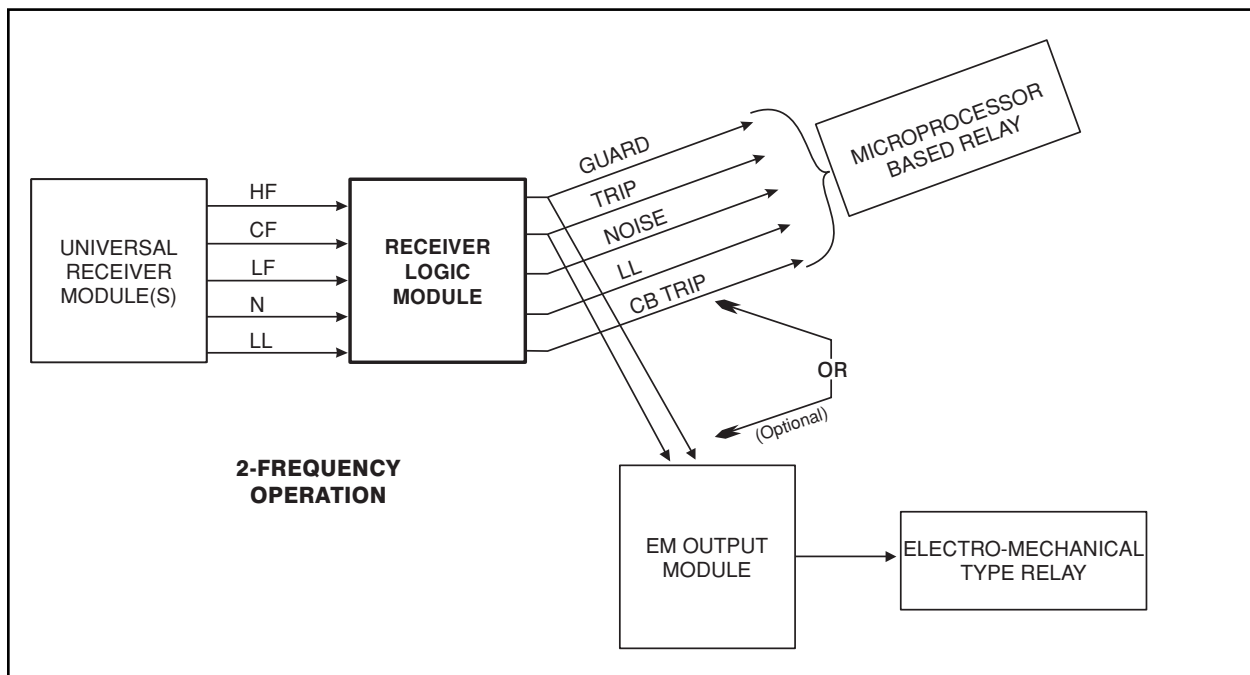 UNIVERSAL
RECEIVER
MODULE(S)
HF
CF
LF
N
LL
RECEIVER
LOGIC
MODULE
GUARD
TRIP
NOISE
LL
CB TRIP
MICROPROCESSOR
BASED RELAY
OR
(Optional)
2-FREQUENCY
OPERATION
EM OUTPUT
MODULE
ELECTRO-MECHANICAL
TYPE RELAY